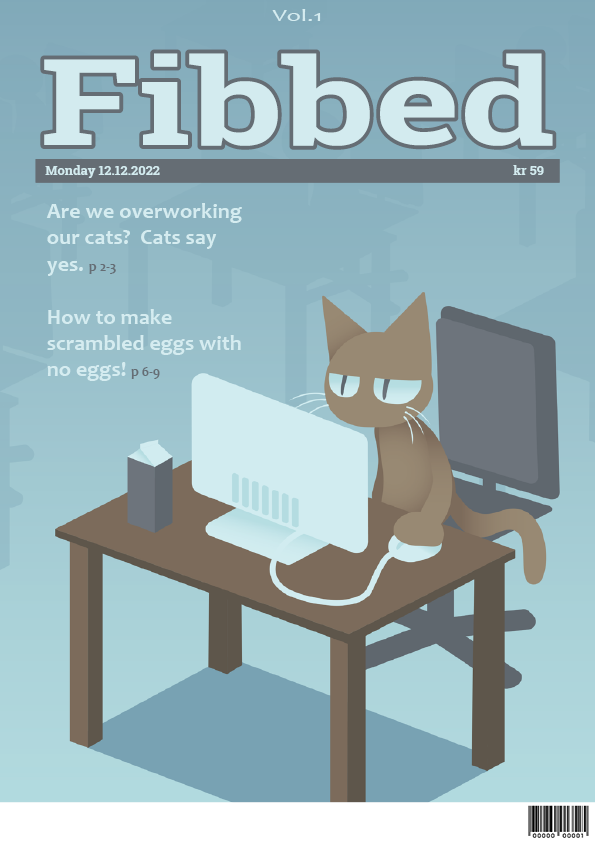 Vol.1
Fibbed
Monday 12.12.2022 kr 59
Are we overworking
our cats? Cats say
yes. p 2-3
How to make
scrambled eggs with
no eggs! p 6-9
00000 00001